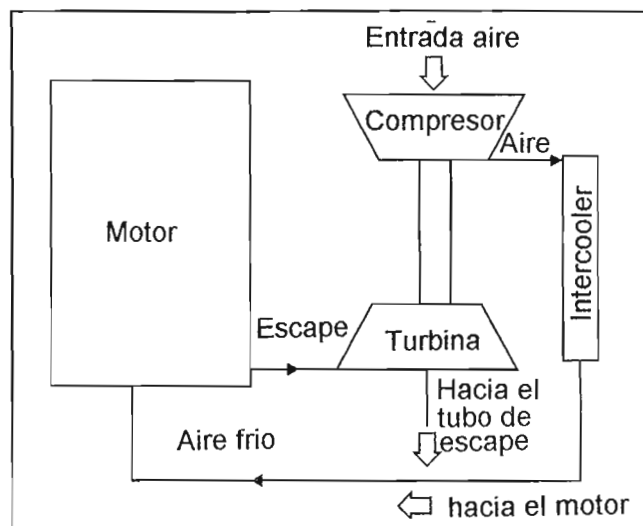 Entrada aire
Compresor
Aire
Motor
Intercooler
Escape
Turbina
Hacia el
tubo de
escape
Aire frio
hacia el motor